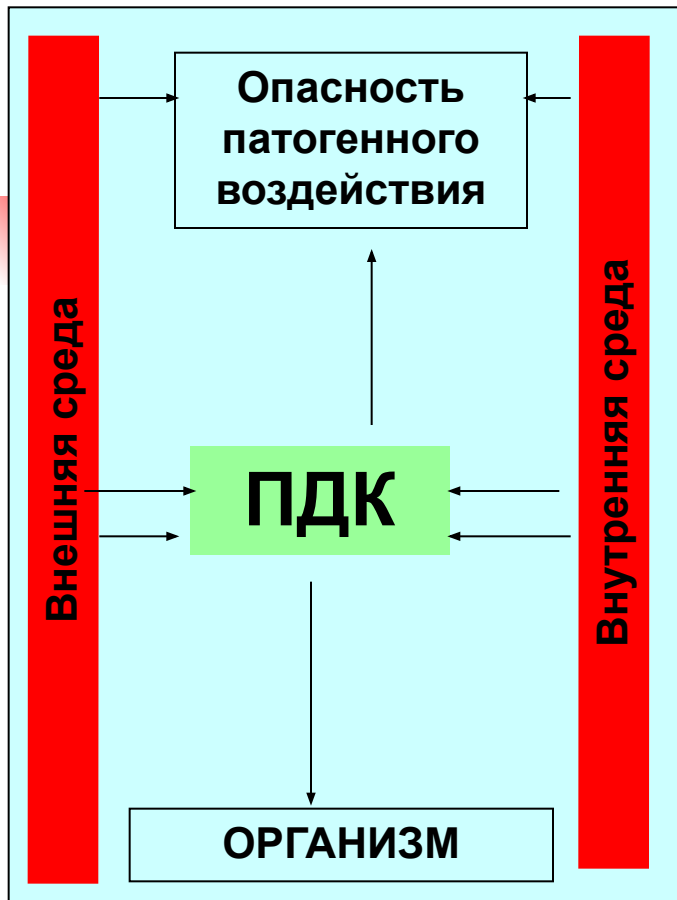 Опасность
патогенного
воздействия
Внешняя среда
ПДК
Внутренняя среда
ОРГАНИЗМ